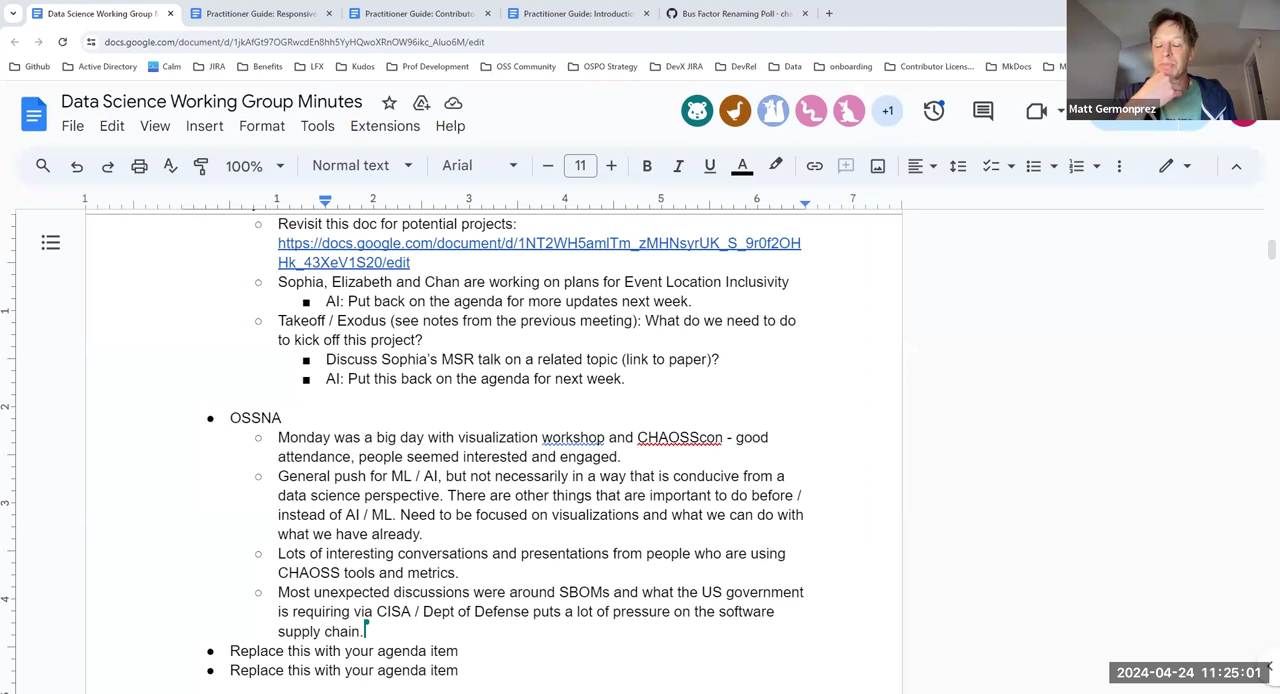 Data Science Working Group M
Practitioner Guide: Responsive
Practitioner Guide: Contributo
Practitioner Guide: Introductio
Bus Factor Renaming Poll · cha
docs.google.com/document/d/1jkAfGt97OGRwcdEn8hh5YyHQwoXRnOW96ikc_Aluo6M/edit
Github
Active Directory
Calm
JIRA
Benefits
LFX
Kudos
Prof Development
OSS Community
OSPO Strategy
DevX JIRA
DevRel
Data
onboarding
Contributor Licens...
MkDocs
M
Matt Germonprez
Data Science Working Group Minutes
+1
File Edit View Insert Format Tools Extensions Help
100% Normal text Arial 11 B I U A
1 1 2 3 4 5 6 7
Revisit this doc for potential projects:
https://docs.google.com/document/d/1NT2WH5amlTm_zMHNsyrUK_S_9r0f2OH
Hk_43XeV1S20/edit
Sophia, Elizabeth and Chan are working on plans for Event Location Inclusivity
AI: Put back on the agenda for more updates next week.
Takeoff / Exodus (see notes from the previous meeting): What do we need to do
to kick off this project?
Discuss Sophia's MSR talk on a related topic (link to paper)?
AI: Put this back on the agenda for next week.
OSSNA
Monday was a big day with visualization workshop and CHAOSScon - good
attendance, people seemed interested and engaged.
General push for ML / AI, but not necessarily in a way that is conducive from a
data science perspective. There are other things that are important to do before /
instead of AI / ML. Need to be focused on visualizations and what we can do with
what we have already.
Lots of interesting conversations and presentations from people who are using
CHAOSS tools and metrics.
Most unexpected discussions were around SBOMs and what the US government
is requiring via CISA / Dept of Defense puts a lot of pressure on the software
supply chain.
Replace this with your agenda item
Replace this with your agenda item
1
2
3
4
2024-04-24 11:25:01